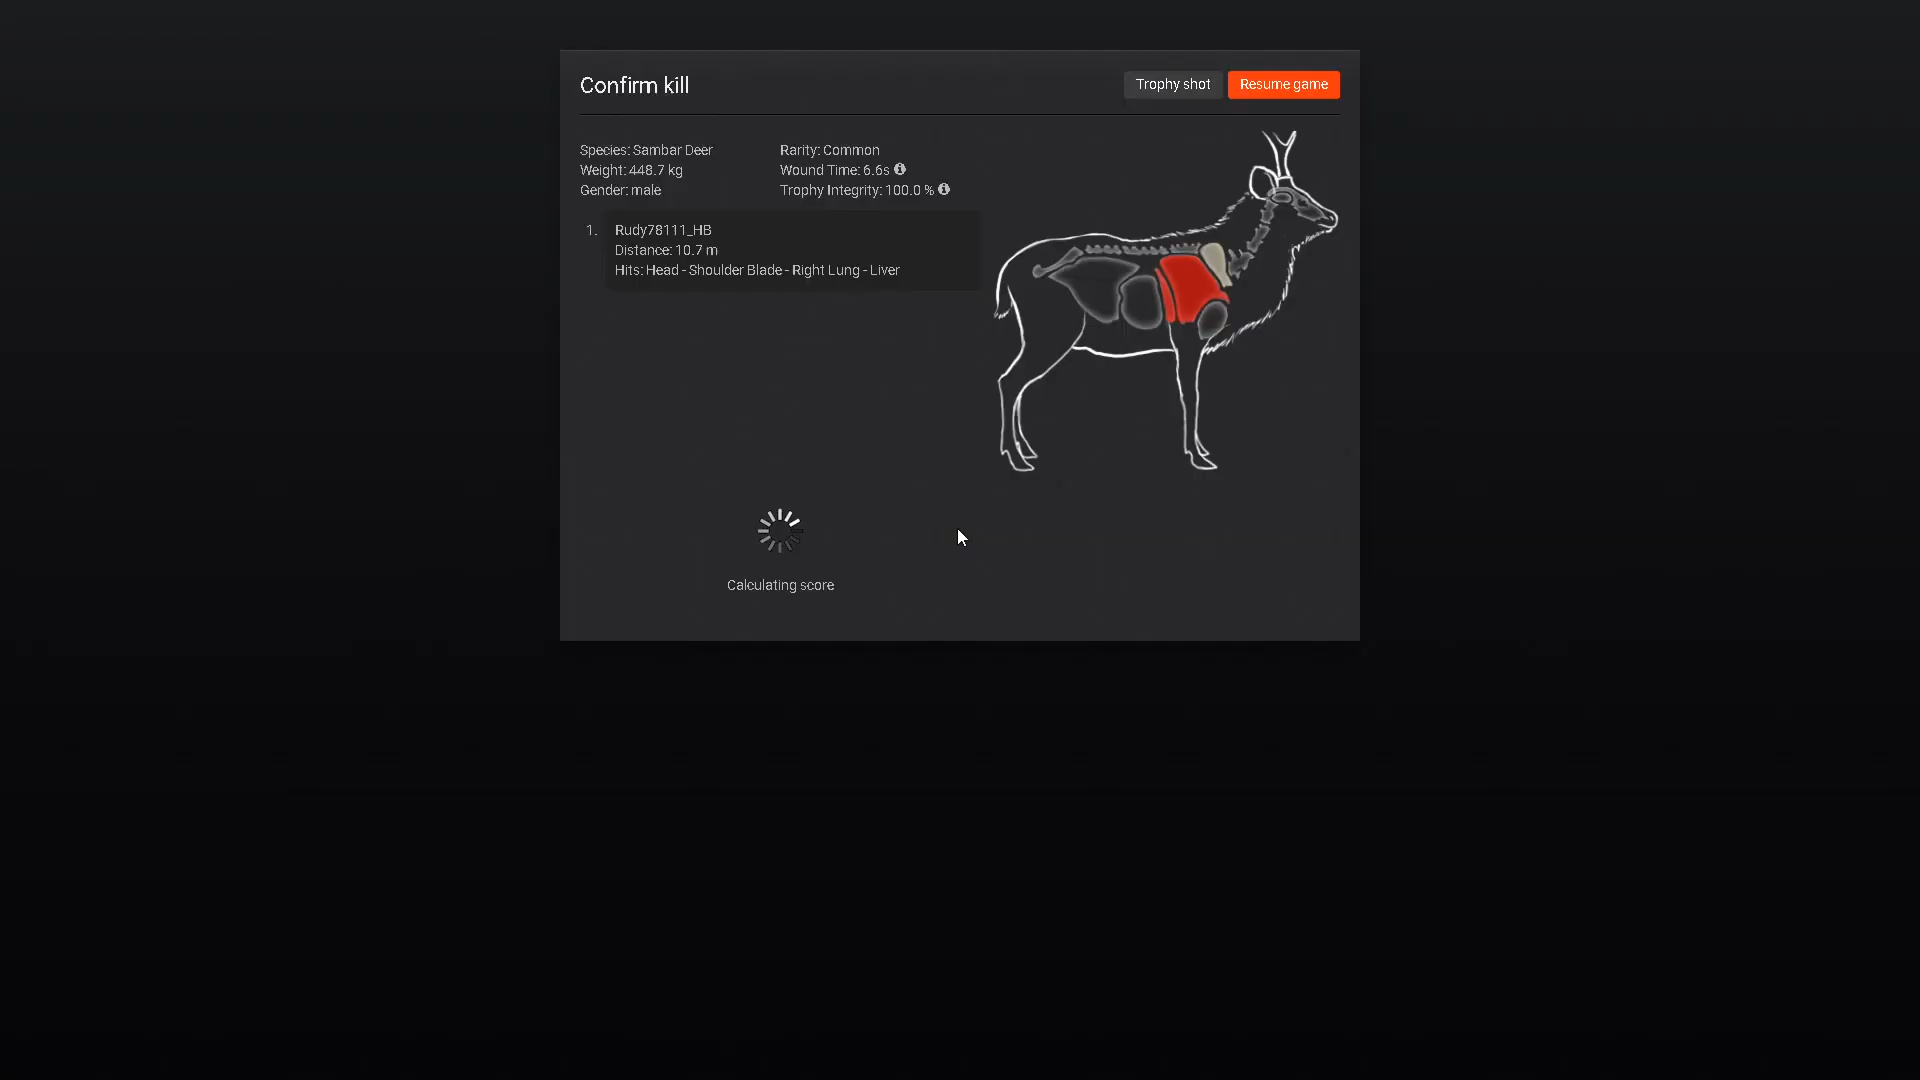 Confirm kill
Trophy shot
Resume game
Species: Sambar Deer
Weight: 448.7 kg
Gender: male
Rarity: Common
Wound Time: 6.6s
Trophy Integrity: 100.0 %
1. Rudy78111_HB
Distance: 10.7 m
Hits: Head - Shoulder Blade - Right Lung - Liver
Calculating score